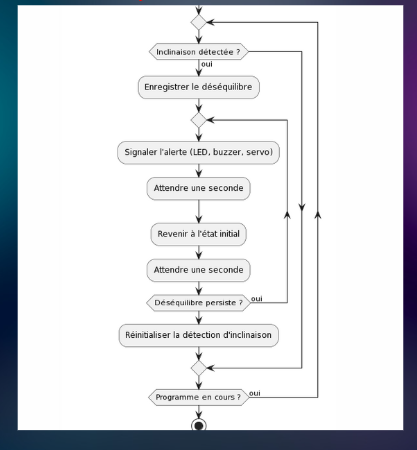 Inclinaison détectée ?
oui
Enregistrer le déséquilibre
Signaler l'alerte (LED, buzzer, servo)
Attendre une seconde
Revenir à l'état initial
Attendre une seconde
Déséquilibre persiste ? oui
Réinitialiser la détection d'inclinaison
Programme en cours ? oui